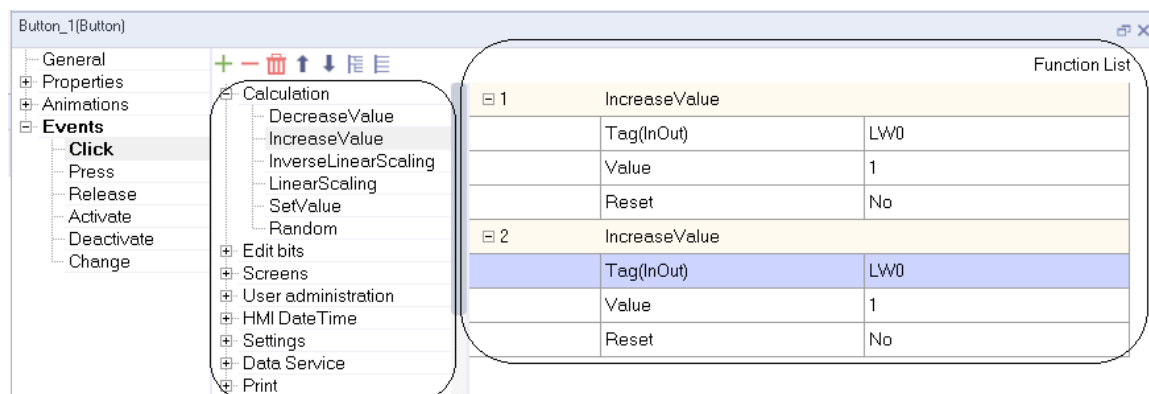 Button_1(Button)
General
Properties
Animations
Events
Click
Press
Release
Activate
Deactivate
Change
Calculation
DecreaseValue
IncreaseValue
InverseLinearScaling
LinearScaling
SetValue
Random
Edit bits
Screens
User administration
HMI DateTime
Settings
Data Service
Print
Function List
1 IncreaseValue
Tag(InOut) LW0
Value 1
Reset No
2 IncreaseValue
Tag(InOut) LW0
Value 1
Reset No